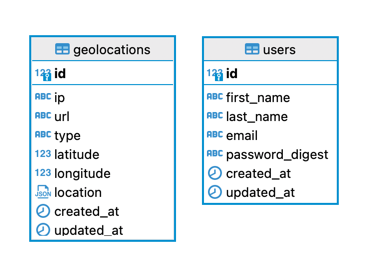 geolocations
123 id
ABC ip
ABC url
ABC type
123 latitude
123 longitude
JSON location
created_at
updated_at
users
123 id
ABC first_name
ABC last_name
ABC email
ABC password_digest
created_at
updated_at